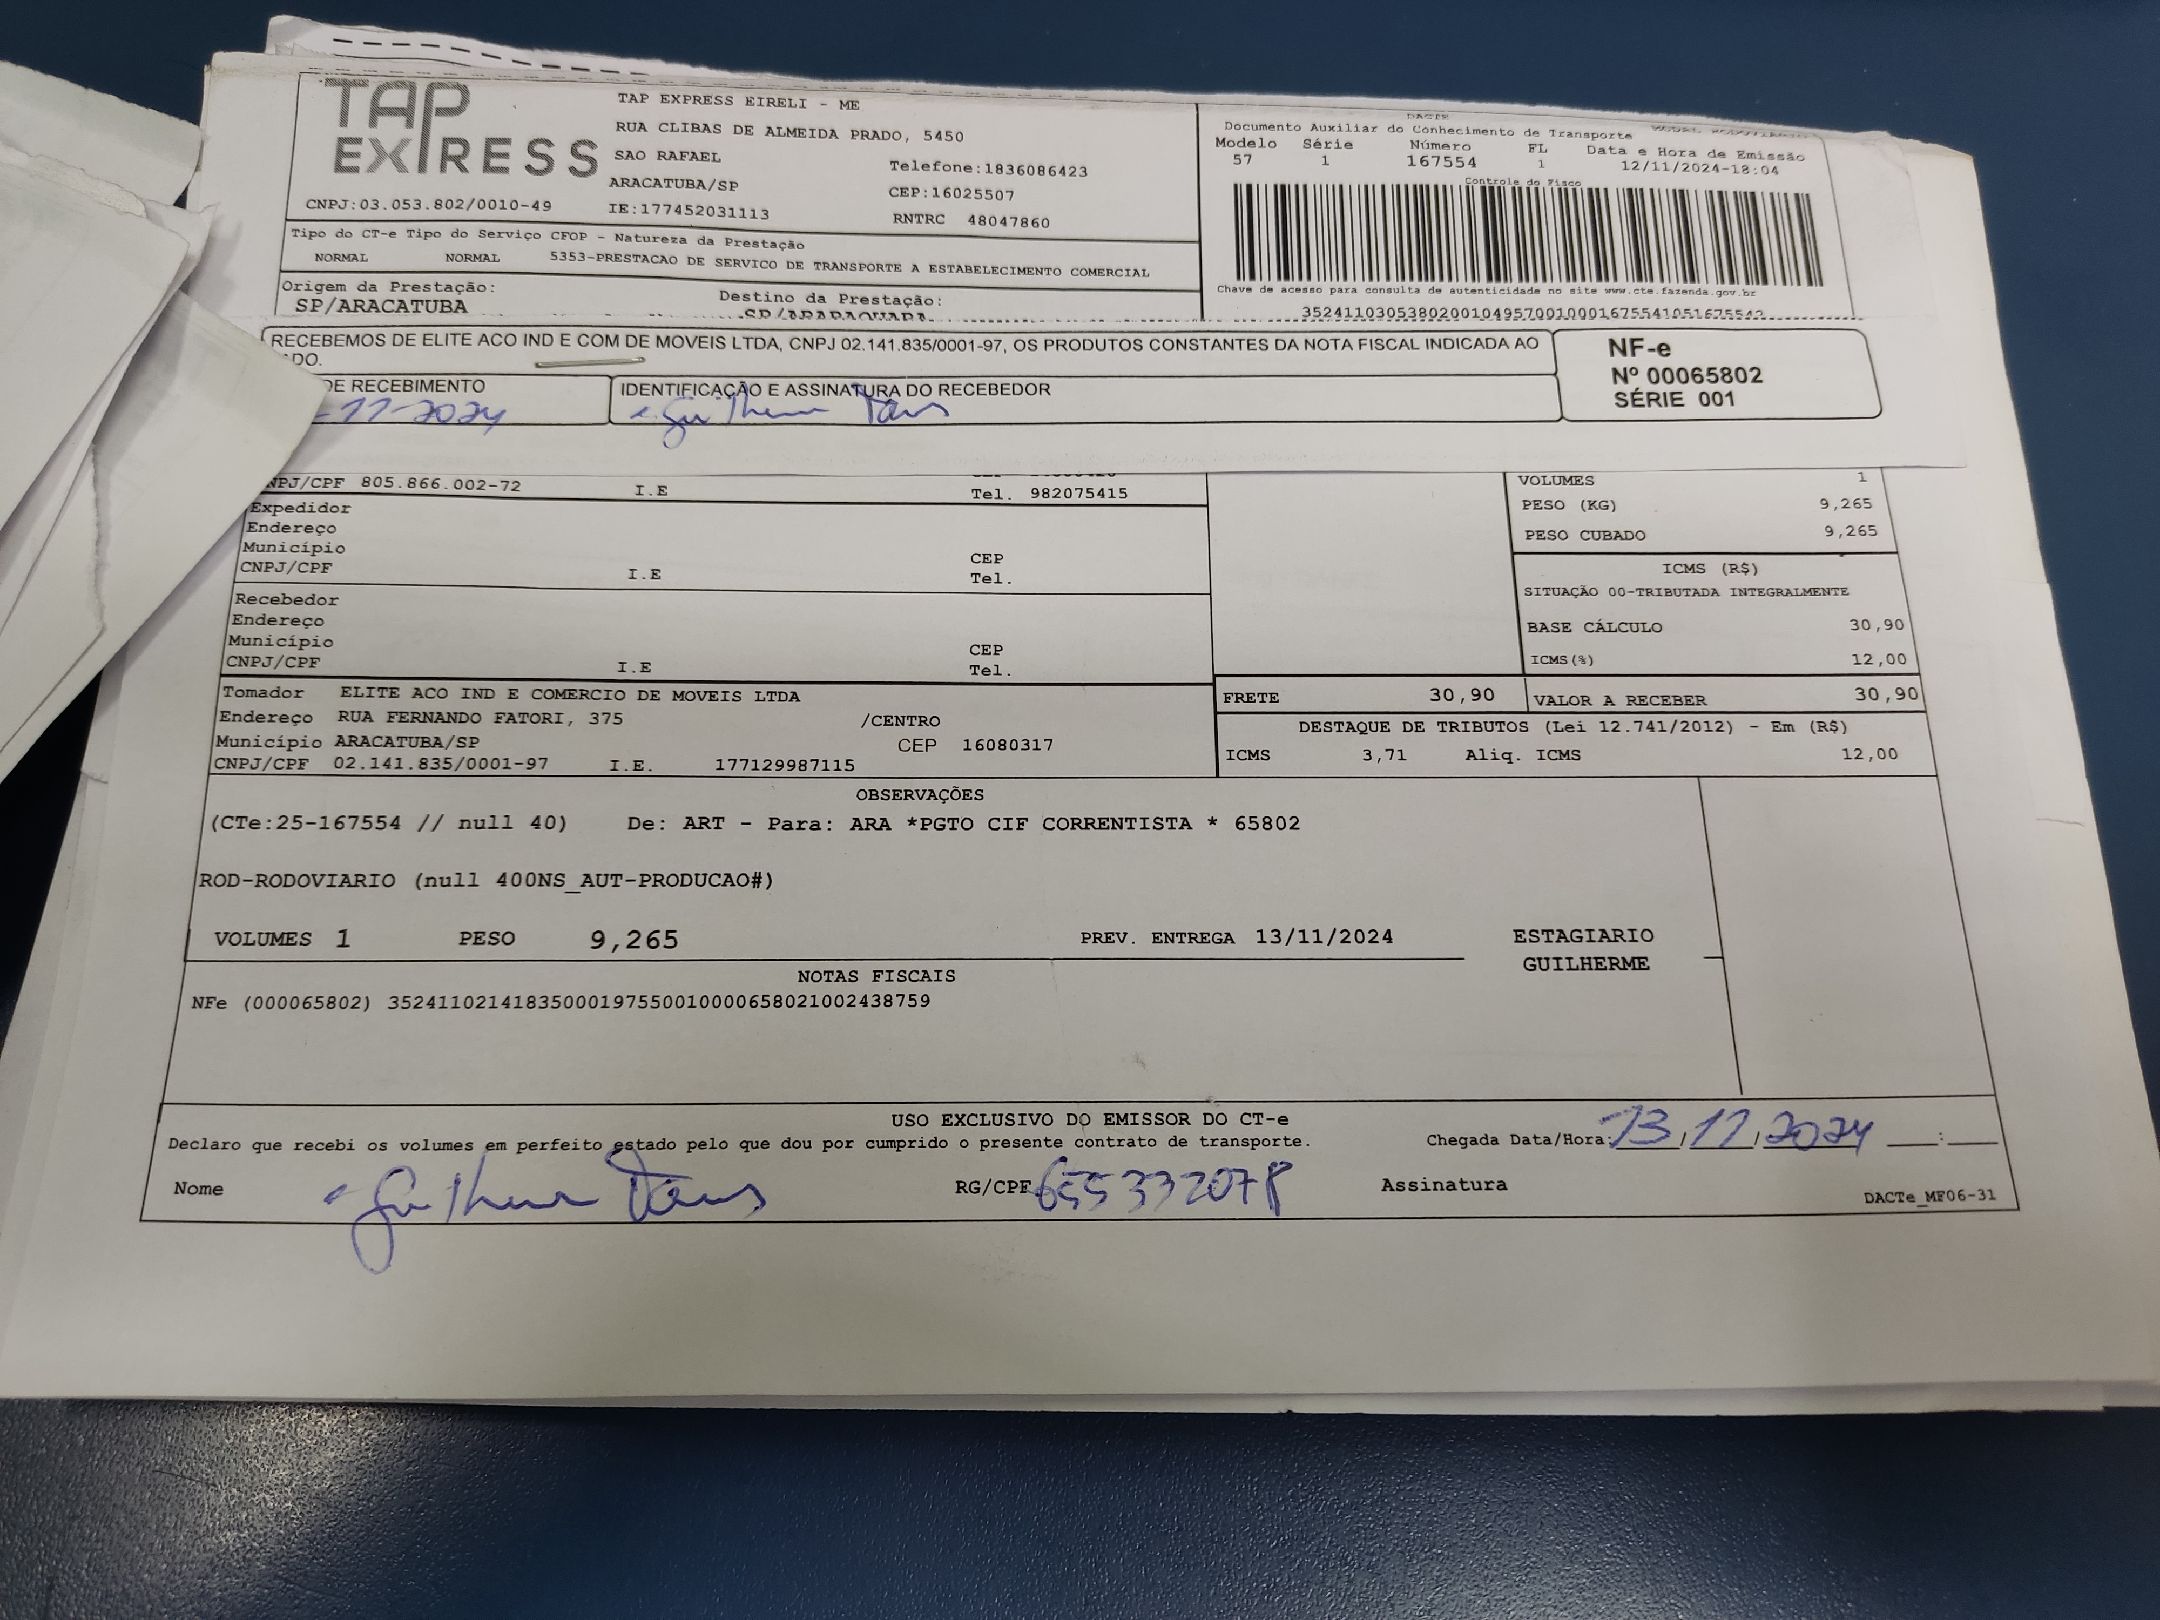 TAP EXPRESS
TAP EXPRESS EIRELI - ME
RUA CLIBAS DE ALMEIDA PRADO, 5450
SAO RAFAEL
Telefone:1836086423
ARACATUBA/SP
CEP:16025507
CNPJ:03.053.802/0010-49
IE:177452031113
RNTRC 48047860
DACTE
Documento Auxiliar do Conhecimento de Transporte
Modelo Série Número FL Data e Hora de Emissão
57 1 167554 1 12/11/2024-18:04
Controle do Fisco
Tipo do CT-e Tipo do Serviço CFOP - Natureza da Prestação
NORMAL NORMAL 5353-PRESTACAO DE SERVICO DE TRANSPORTE A ESTABELECIMENTO COMERCIAL
Chave de acesso para consulta de autenticidade no site www.cte.fazenda.gov.br
Origem da Prestação:
SP/ARACATUBA
Destino da Prestação:
SP/ARARAQUARA
RECEBEMOS DE ELITE ACO IND E COM DE MOVEIS LTDA, CNPJ 02.141.835/0001-97, OS PRODUTOS CONSTANTES DA NOTA FISCAL INDICADA AO
ADO.
DE RECEBIMENTO
-11-2024
IDENTIFICAÇÃO E ASSINATURA DO RECEBEDOR
Guilherme
NF-e
Nº 00065802
SÉRIE 001
NPJ/CPF 805.866.002-72 I.E Tel. 982075415
Expedidor
Endereço
Município CEP
CNPJ/CPF I.E Tel.
Recebedor
Endereço
Município CEP
CNPJ/CPF I.E Tel.
VOLUMES 1
PESO (KG) 9,265
PESO CUBADO 9,265
ICMS (R$)
SITUAÇÃO 00-TRIBUTADA INTEGRALMENTE
BASE CÁLCULO 30,90
ICMS(%) 12,00
Tomador ELITE ACO IND E COMERCIO DE MOVEIS LTDA
Endereço RUA FERNANDO FATORI, 375 /CENTRO
Município ARACATUBA/SP CEP 16080317
CNPJ/CPF 02.141.835/0001-97 I.E. 177129987115
FRETE 30,90 VALOR A RECEBER 30,90
DESTAQUE DE TRIBUTOS (Lei 12.741/2012) - Em (R$)
ICMS 3,71 Aliq. ICMS 12,00
OBSERVAÇÕES
(CTe:25-167554 // null 40) De: ART - Para: ARA *PGTO CIF CORRENTISTA * 65802
ROD-RODOVIARIO (null 400NS_AUT-PRODUCAO#)
VOLUMES 1 PESO 9,265 PREV. ENTREGA 13/11/2024 ESTAGIARIO
GUILHERME
NOTAS FISCAIS
NFe (000065802) 35241102141835000197550010000658021002438759
USO EXCLUSIVO DO EMISSOR DO CT-e
Declaro que recebi os volumes em perfeito estado pelo que dou por cumprido o presente contrato de transporte. Chegada Data/Hora: 13/11/2024 __:__
Nome Guilherme RG/CPF Assinatura
DACTe_MF06-31